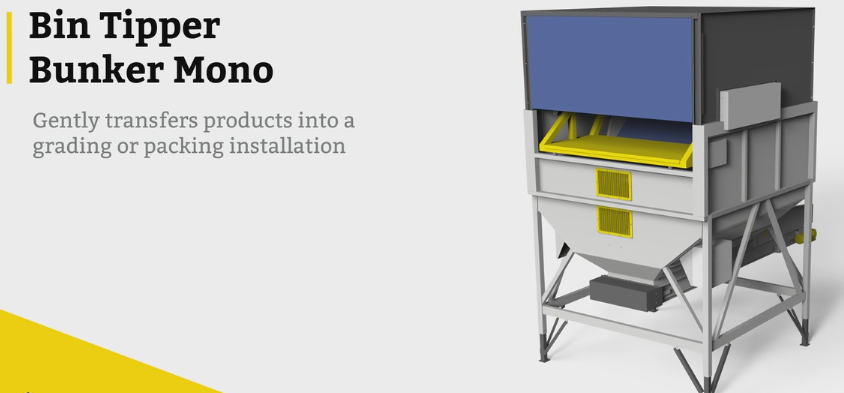 Bin Tipper
Bunker Mono
Gently transfers products into a
grading or packing installation